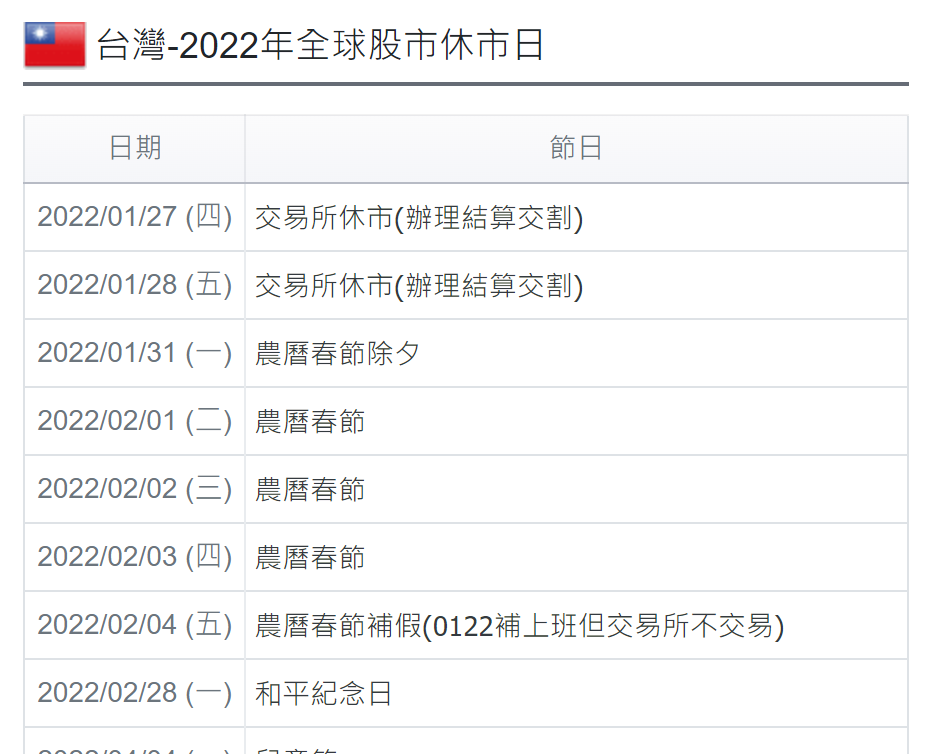 台灣-2022年全球股市休市日
日期 節日
2022/01/27 (四) 交易所休市(辦理結算交割)
2022/01/28 (五) 交易所休市(辦理結算交割)
2022/01/31 (一) 農曆春節除夕
2022/02/01 (二) 農曆春節
2022/02/02 (三) 農曆春節
2022/02/03 (四) 農曆春節
2022/02/04 (五) 農曆春節補假(0122補上班但交易所不交易)
2022/02/28 (一) 和平紀念日